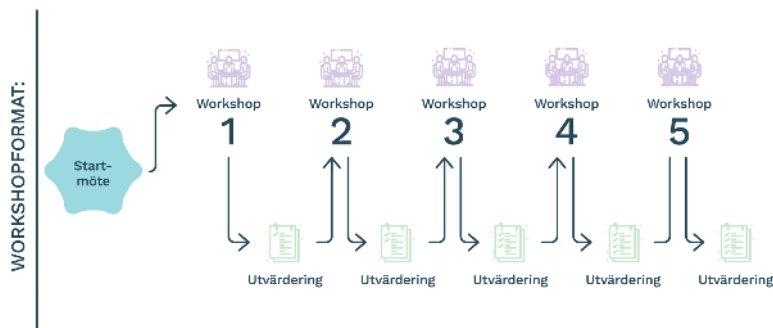 WORKSHOPFORMAT:
Start-
möte
Workshop
1
Workshop
2
Workshop
3
Workshop
4
Workshop
5
Utvärdering
Utvärdering
Utvärdering
Utvärdering
Utvärdering